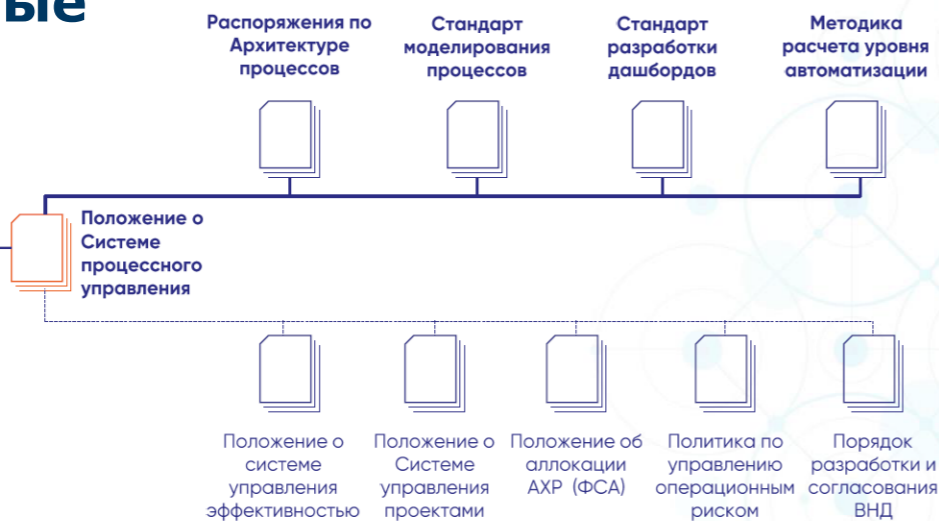 ые
Распоряжения по
Архитектуре
процессов
Стандарт
моделирования
процессов
Стандарт
разработки
дашбордов
Методика
расчета уровня
автоматизации
Положение о
Системе
процессного
управления
Положение о
системе
управления
эффективностью
Положение о
Системе
управления
проектами
Положение об
аллокации
АХР (ФСА)
Политика по
управлению
операционным
риском
Порядок
разработки и
согласования
ВНД